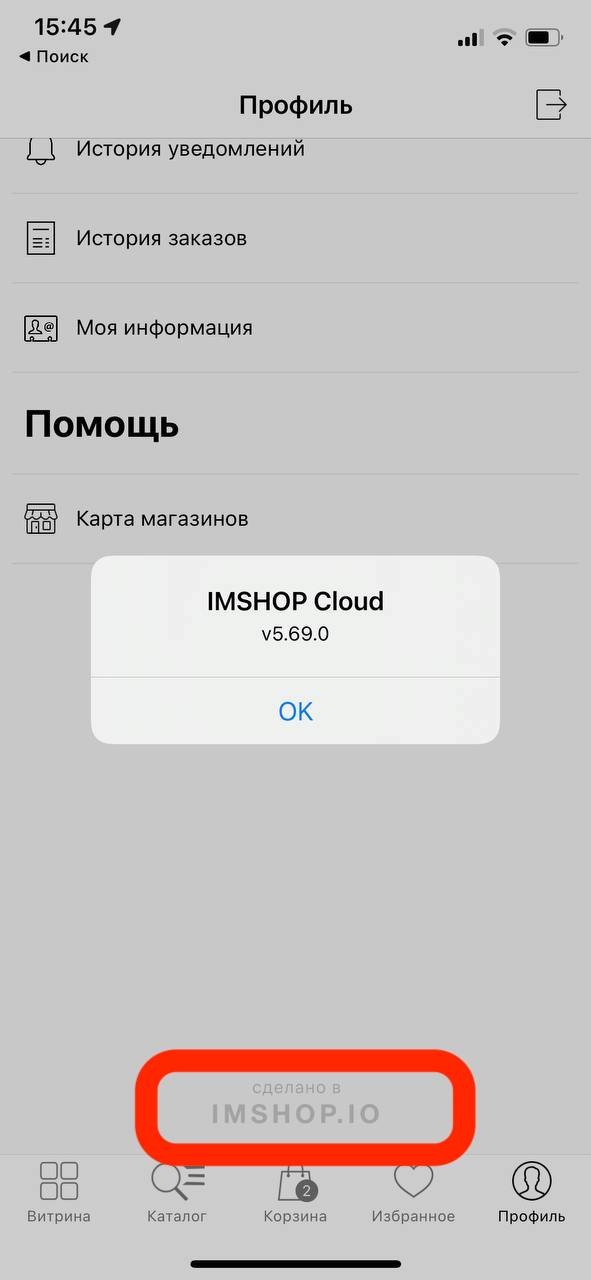 15:45
◀ Поиск
Профиль
История уведомлений
История заказов
Моя информация
Помощь
Карта магазинов
IMSHOP Cloud
v5.69.0
OK
сделано в
IMSHOP.IO
2
Витрина
Каталог
Корзина
Избранное
Профиль